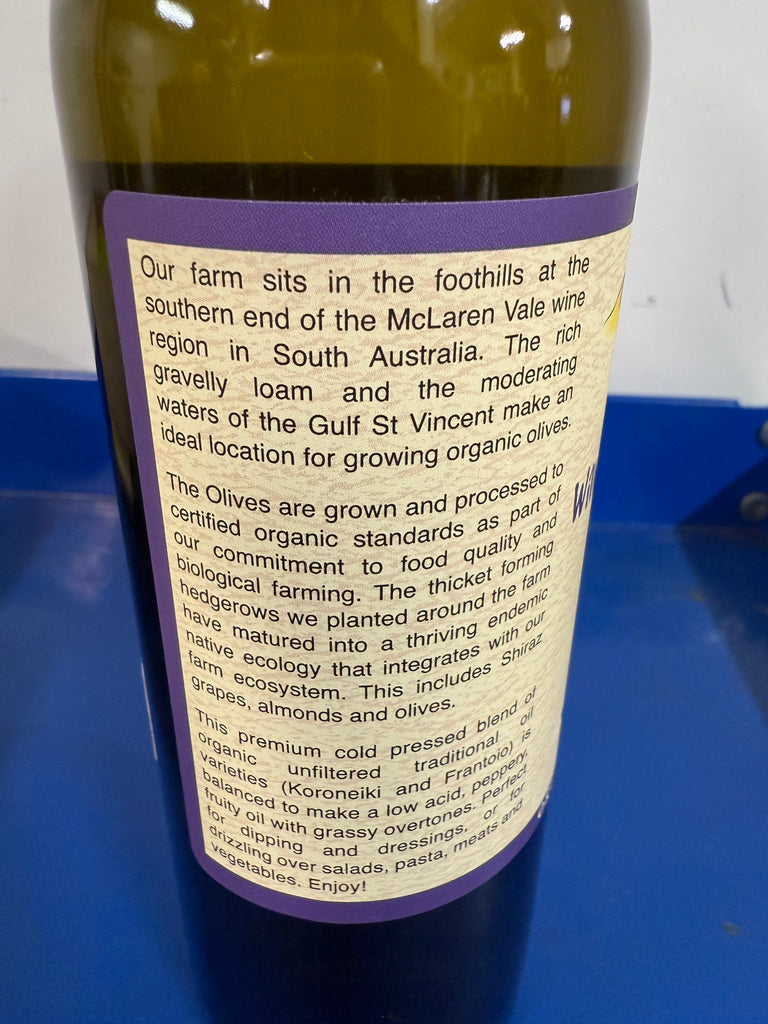 Our farm sits in the foothills at the
southern end of the McLaren Vale wine
region in South Australia. The rich
gravelly loam and the moderating
waters of the Gulf St Vincent make an
ideal location for growing organic olives.
The Olives are grown and processed to
certified organic standards as part of
our commitment to food quality and
biological farming. The thicket forming
hedgerows we planted around the farm
have matured into a thriving endemic
native ecology that integrates with our
farm ecosystem. This includes Shiraz
grapes, almonds and olives.
This premium cold pressed blend of
organic unfiltered traditional oil
varieties (Koroneiki and Frantoio) is
balanced to make a low acid, peppery,
fruity oil with grassy overtones. Perfect
for dipping and dressings, or for
drizzling over salads, pasta, meats and
vegetables. Enjoy!